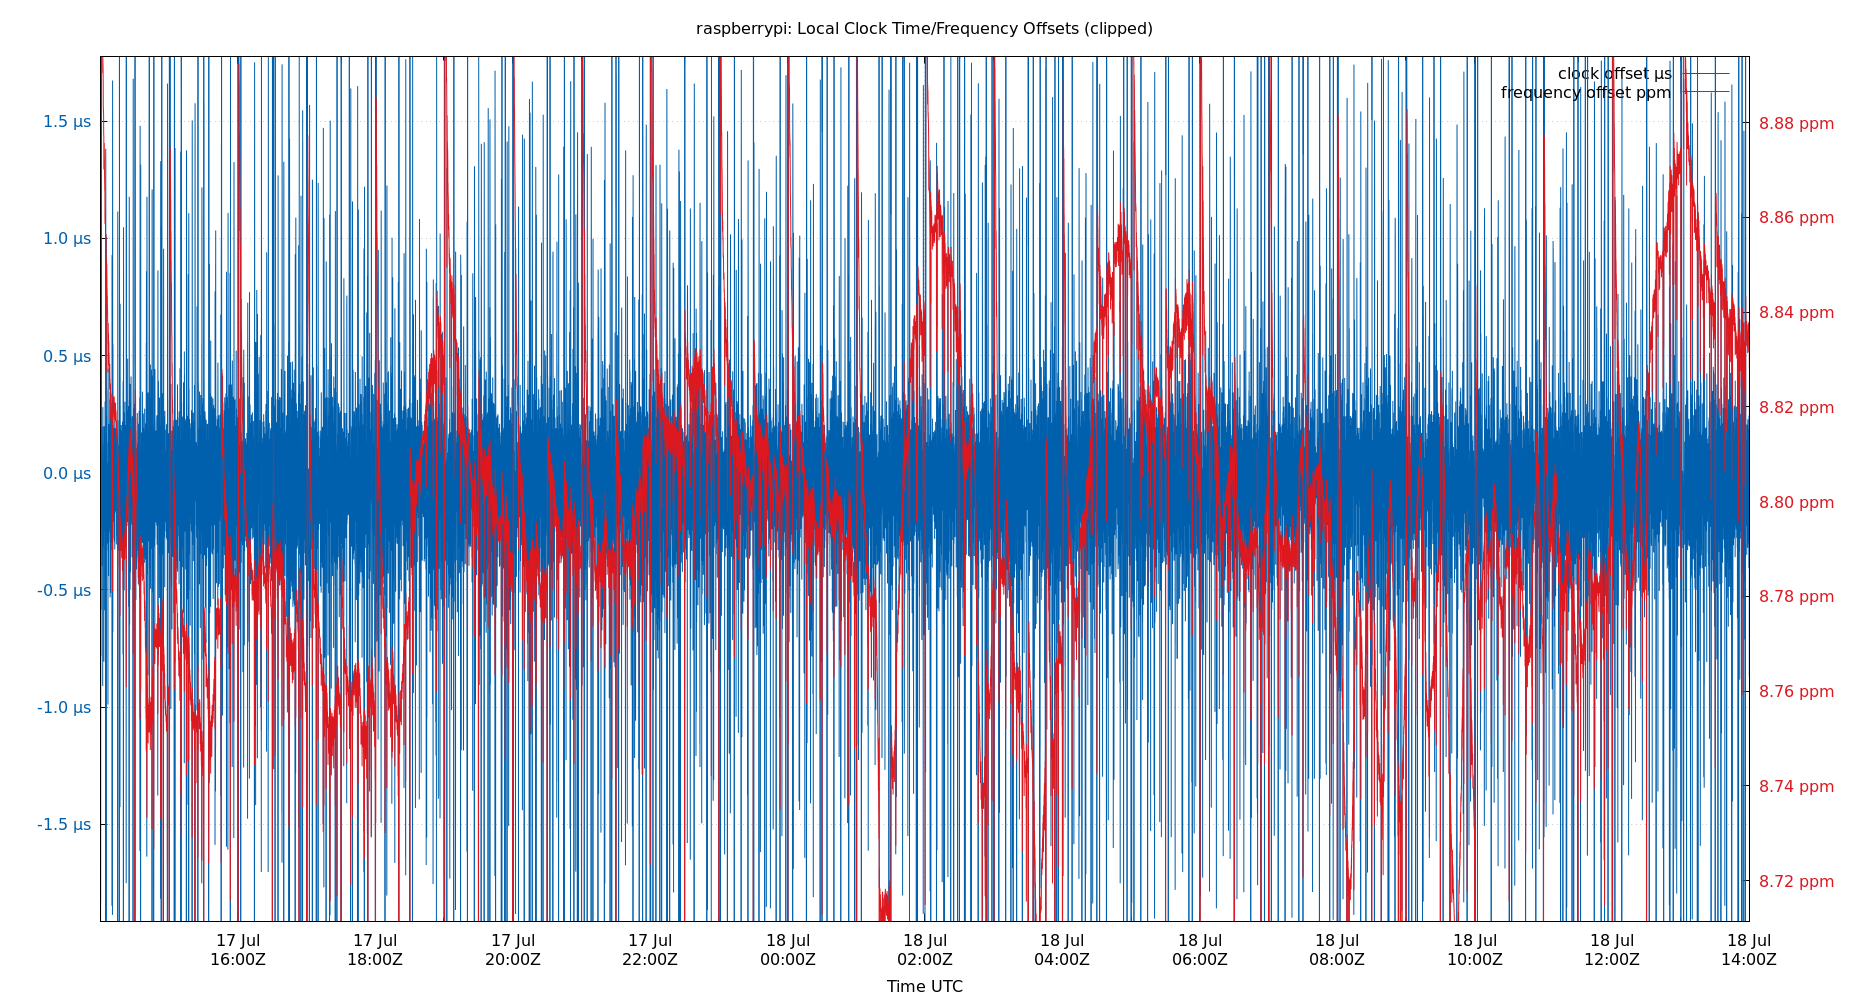 raspberrypi: Local Clock Time/Frequency Offsets (clipped)
clock offset µs
frequency offset ppm
1.5 µs
1.0 µs
0.5 µs
0.0 µs
-0.5 µs
-1.0 µs
-1.5 µs
8.88 ppm
8.86 ppm
8.84 ppm
8.82 ppm
8.80 ppm
8.78 ppm
8.76 ppm
8.74 ppm
8.72 ppm
17 Jul
16:00Z
17 Jul
18:00Z
17 Jul
20:00Z
17 Jul
22:00Z
18 Jul
00:00Z
18 Jul
02:00Z
18 Jul
04:00Z
18 Jul
06:00Z
18 Jul
08:00Z
18 Jul
10:00Z
18 Jul
12:00Z
18 Jul
14:00Z
Time UTC